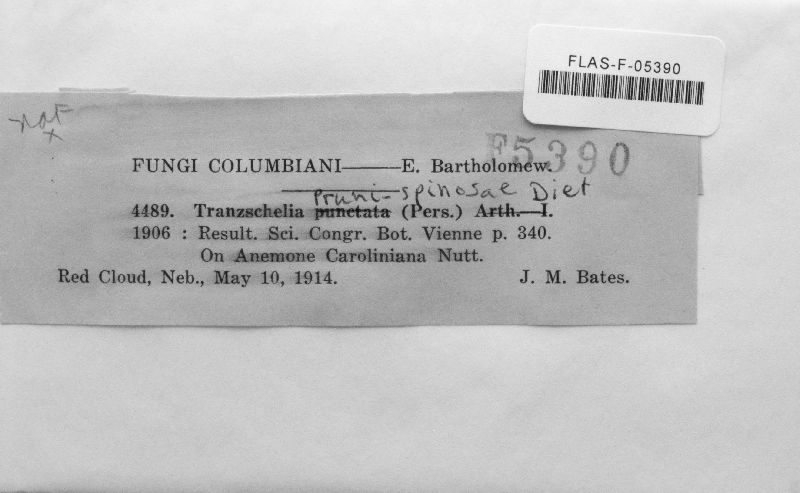 FLAS-F-05390
F5390
FUNGI COLUMBIANI——E. Bartholomew.
Pruni-spinosae Diet
4489. Tranzschelia punctata (Pers.) Arth.—I.
1906 : Result. Sci. Congr. Bot. Vienne p. 340.
On Anemone Caroliniana Nutt.
Red Cloud, Neb., May 10, 1914. J. M. Bates.